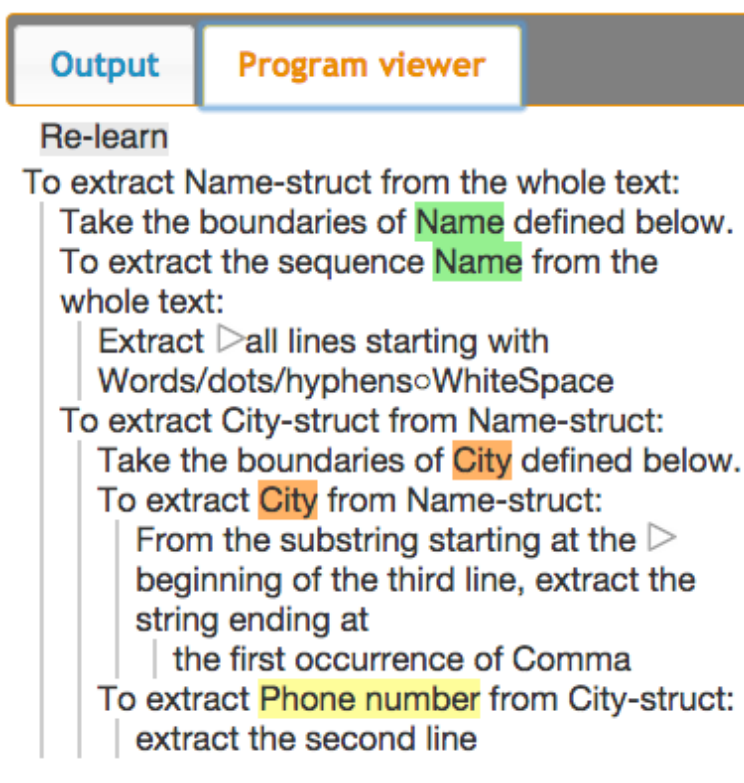 Output Program viewer
Re-learn
To extract Name-struct from the whole text:
Take the boundaries of Name defined below.
To extract the sequence Name from the
whole text:
Extract ▷all lines starting with
Words/dots/hyphens○WhiteSpace
To extract City-struct from Name-struct:
Take the boundaries of City defined below.
To extract City from Name-struct:
From the substring starting at the ▷
beginning of the third line, extract the
string ending at
the first occurrence of Comma
To extract Phone number from City-struct:
extract the second line